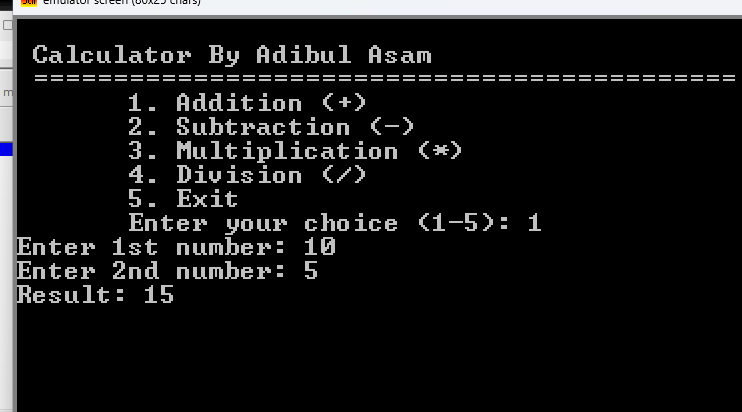 emulator screen (80x25 chars)
Calculator By Adibul Asam
============================================
1. Addition (+)
2. Subtraction (-)
3. Multiplication (*)
4. Division (/)
5. Exit
Enter your choice (1-5): 1
Enter 1st number: 10
Enter 2nd number: 5
Result: 15